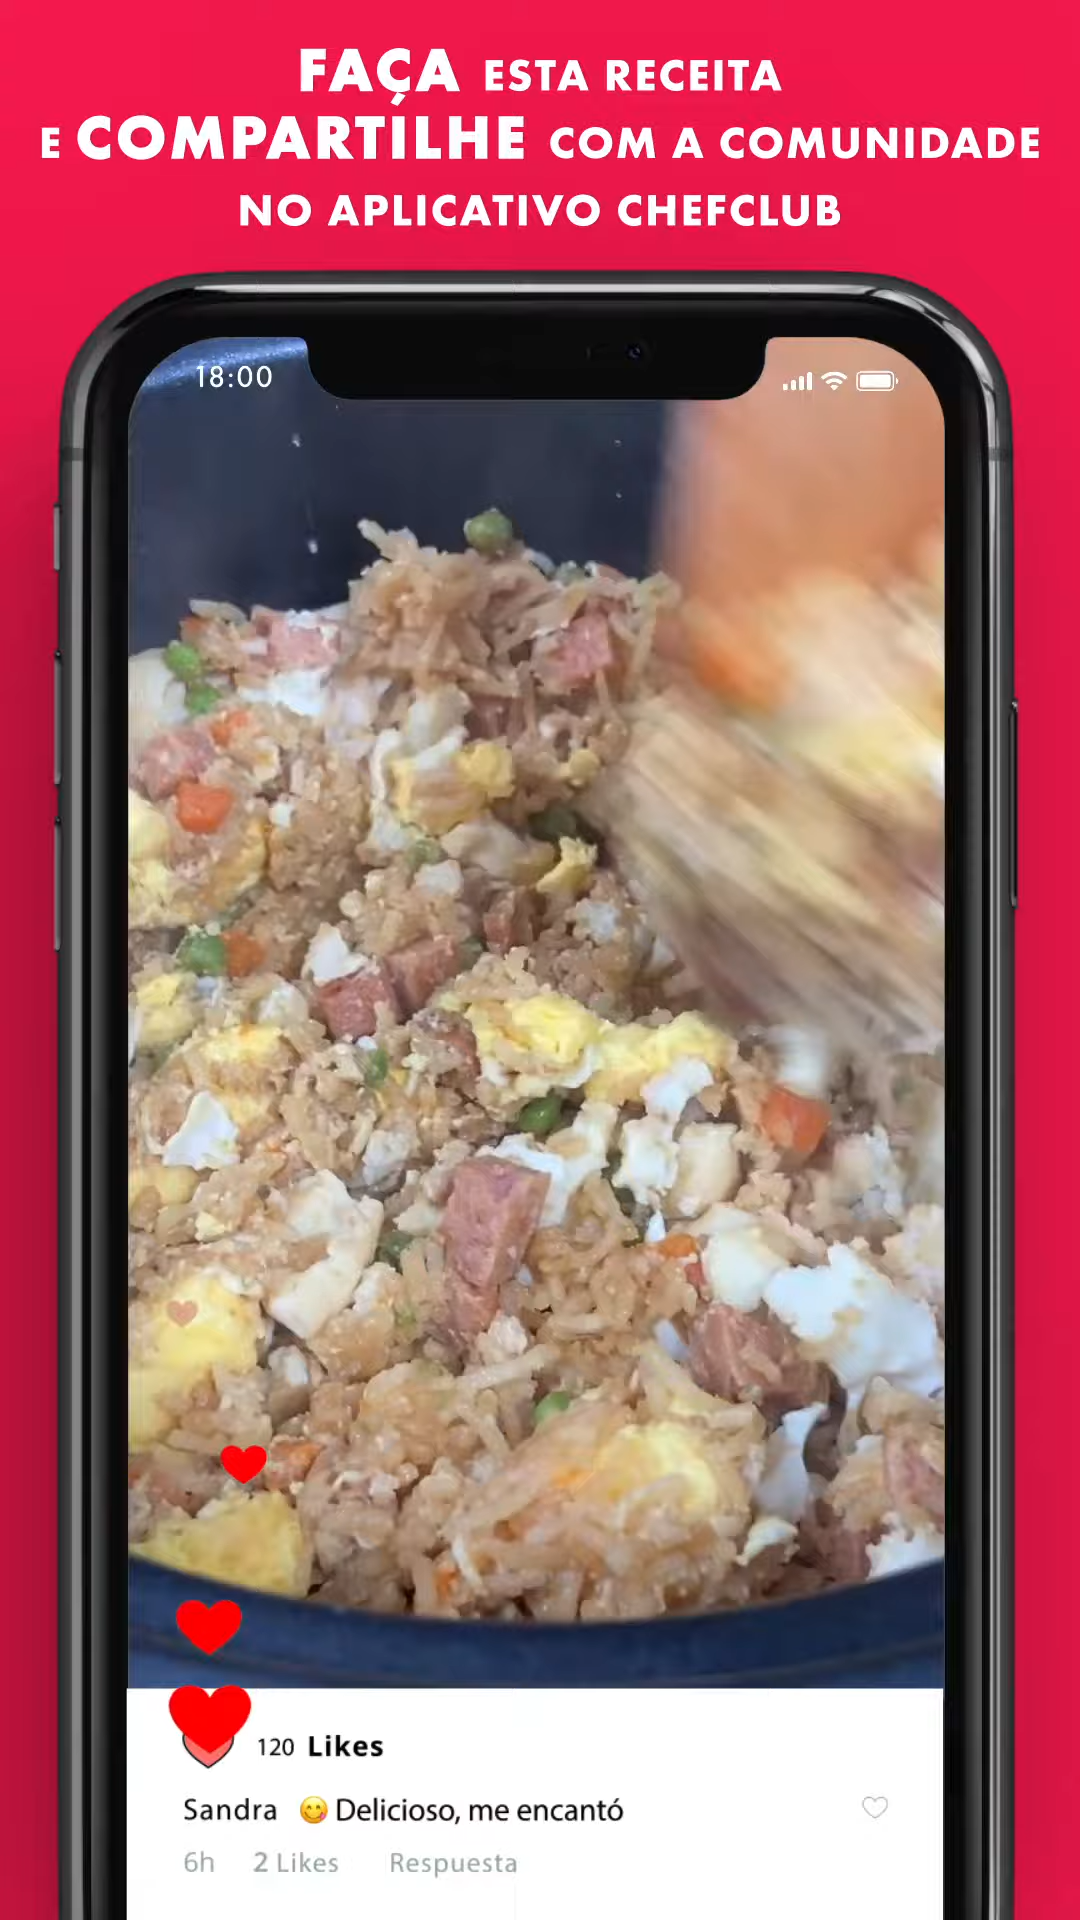 FAÇA ESTA RECEITA
E COMPARTILHE COM A COMUNIDADE
NO APLICATIVO CHEFCLUB
18:00
120 Likes
Sandra 😋 Delicioso, me encantó
6h 2 Likes Respuesta